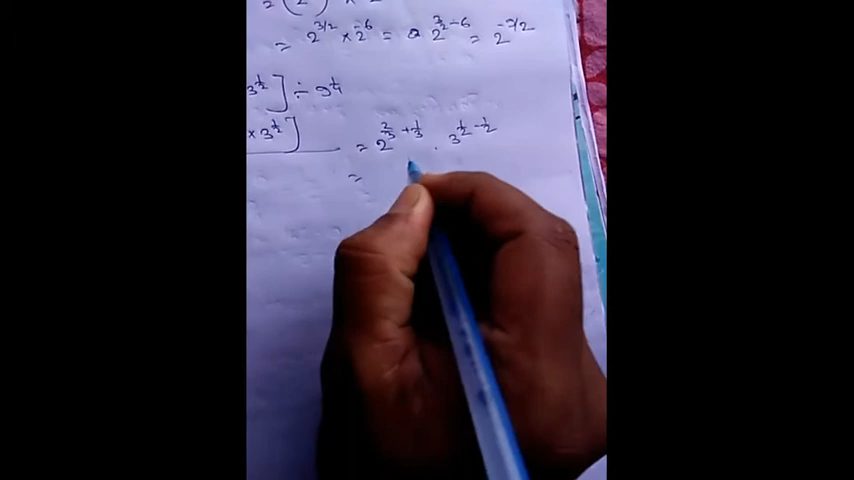 = 2^{3/2} × 2^{-6} = 2^{3/2 - 6} = 2^{-9/2}
3^{1/2}] ÷ 9^{1/4}
× 3^{1/2}] = 2^{2/3 + 1/3} . 3^{1/2 - 1/2}
=